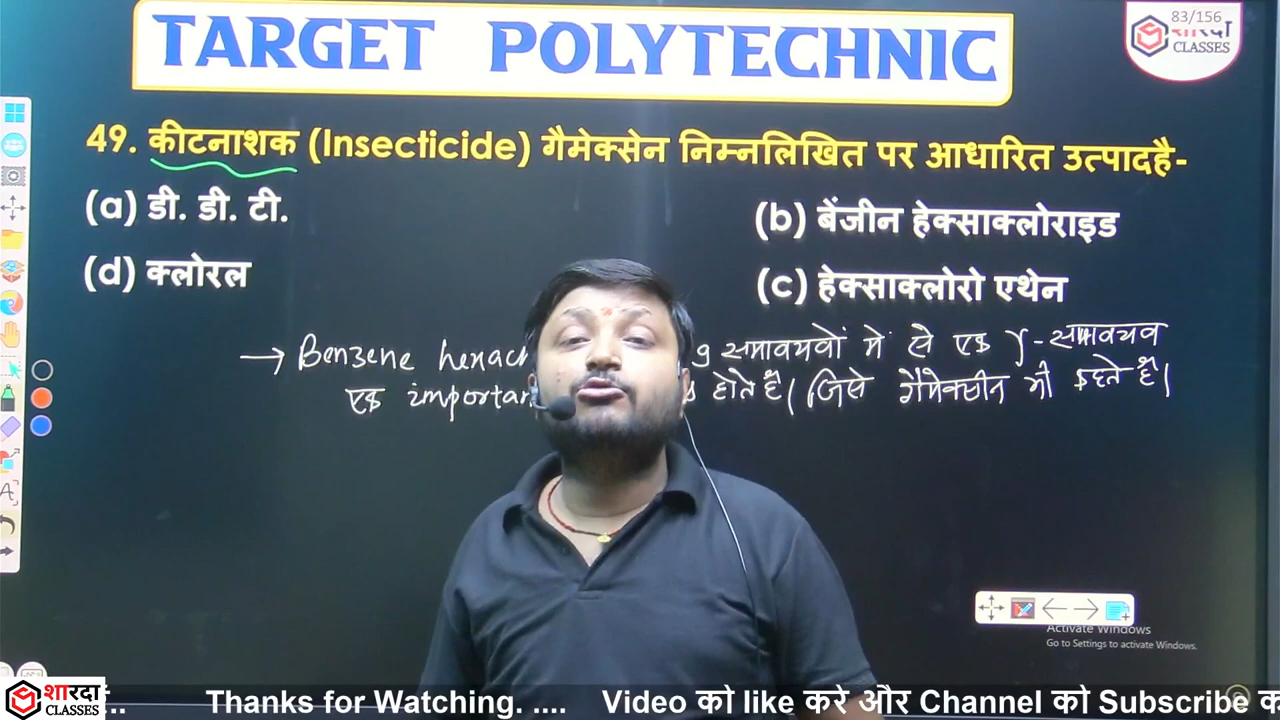 TARGET POLYTECHNIC
83/156
शारदा
CLASSES
49. कीटनाशक (Insecticide) गैमेक्सेन निम्नलिखित पर आधारित उत्पादहै-
(a) डी. डी. टी.
(b) बेंजीन हेक्साक्लोराइड
(d) क्लोरल
(c) हेक्साक्लोरो एथेन
→ Benzene hexach 9 समावयवों में से एक γ-समावयव
एक importan होते हैं। जिसे गैमेक्सीन भी कहते हैं।
Activate Windows
Go to Settings to activate Windows.
शारदा
CLASSES
... Thanks for Watching. .... Video को like करे और Channel को Subscribe क